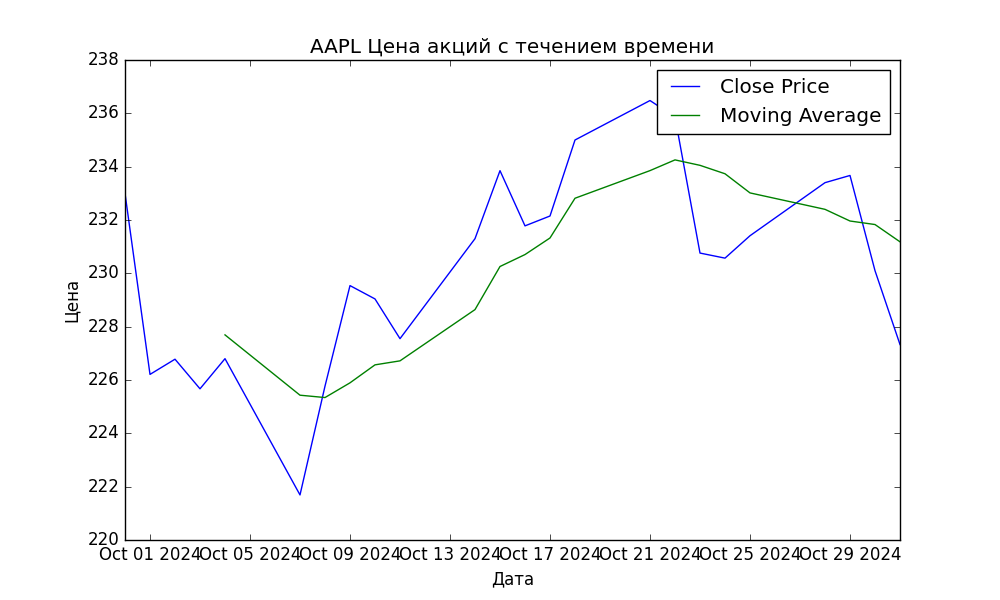 AAPL Цена акций с течением времени
238
236
234
232
230
228
226
224
222
220
Цена
Close Price
Moving Average
Oct 01 2024
Oct 05 2024
Oct 09 2024
Oct 13 2024
Oct 17 2024
Oct 21 2024
Oct 25 2024
Oct 29 2024
Дата